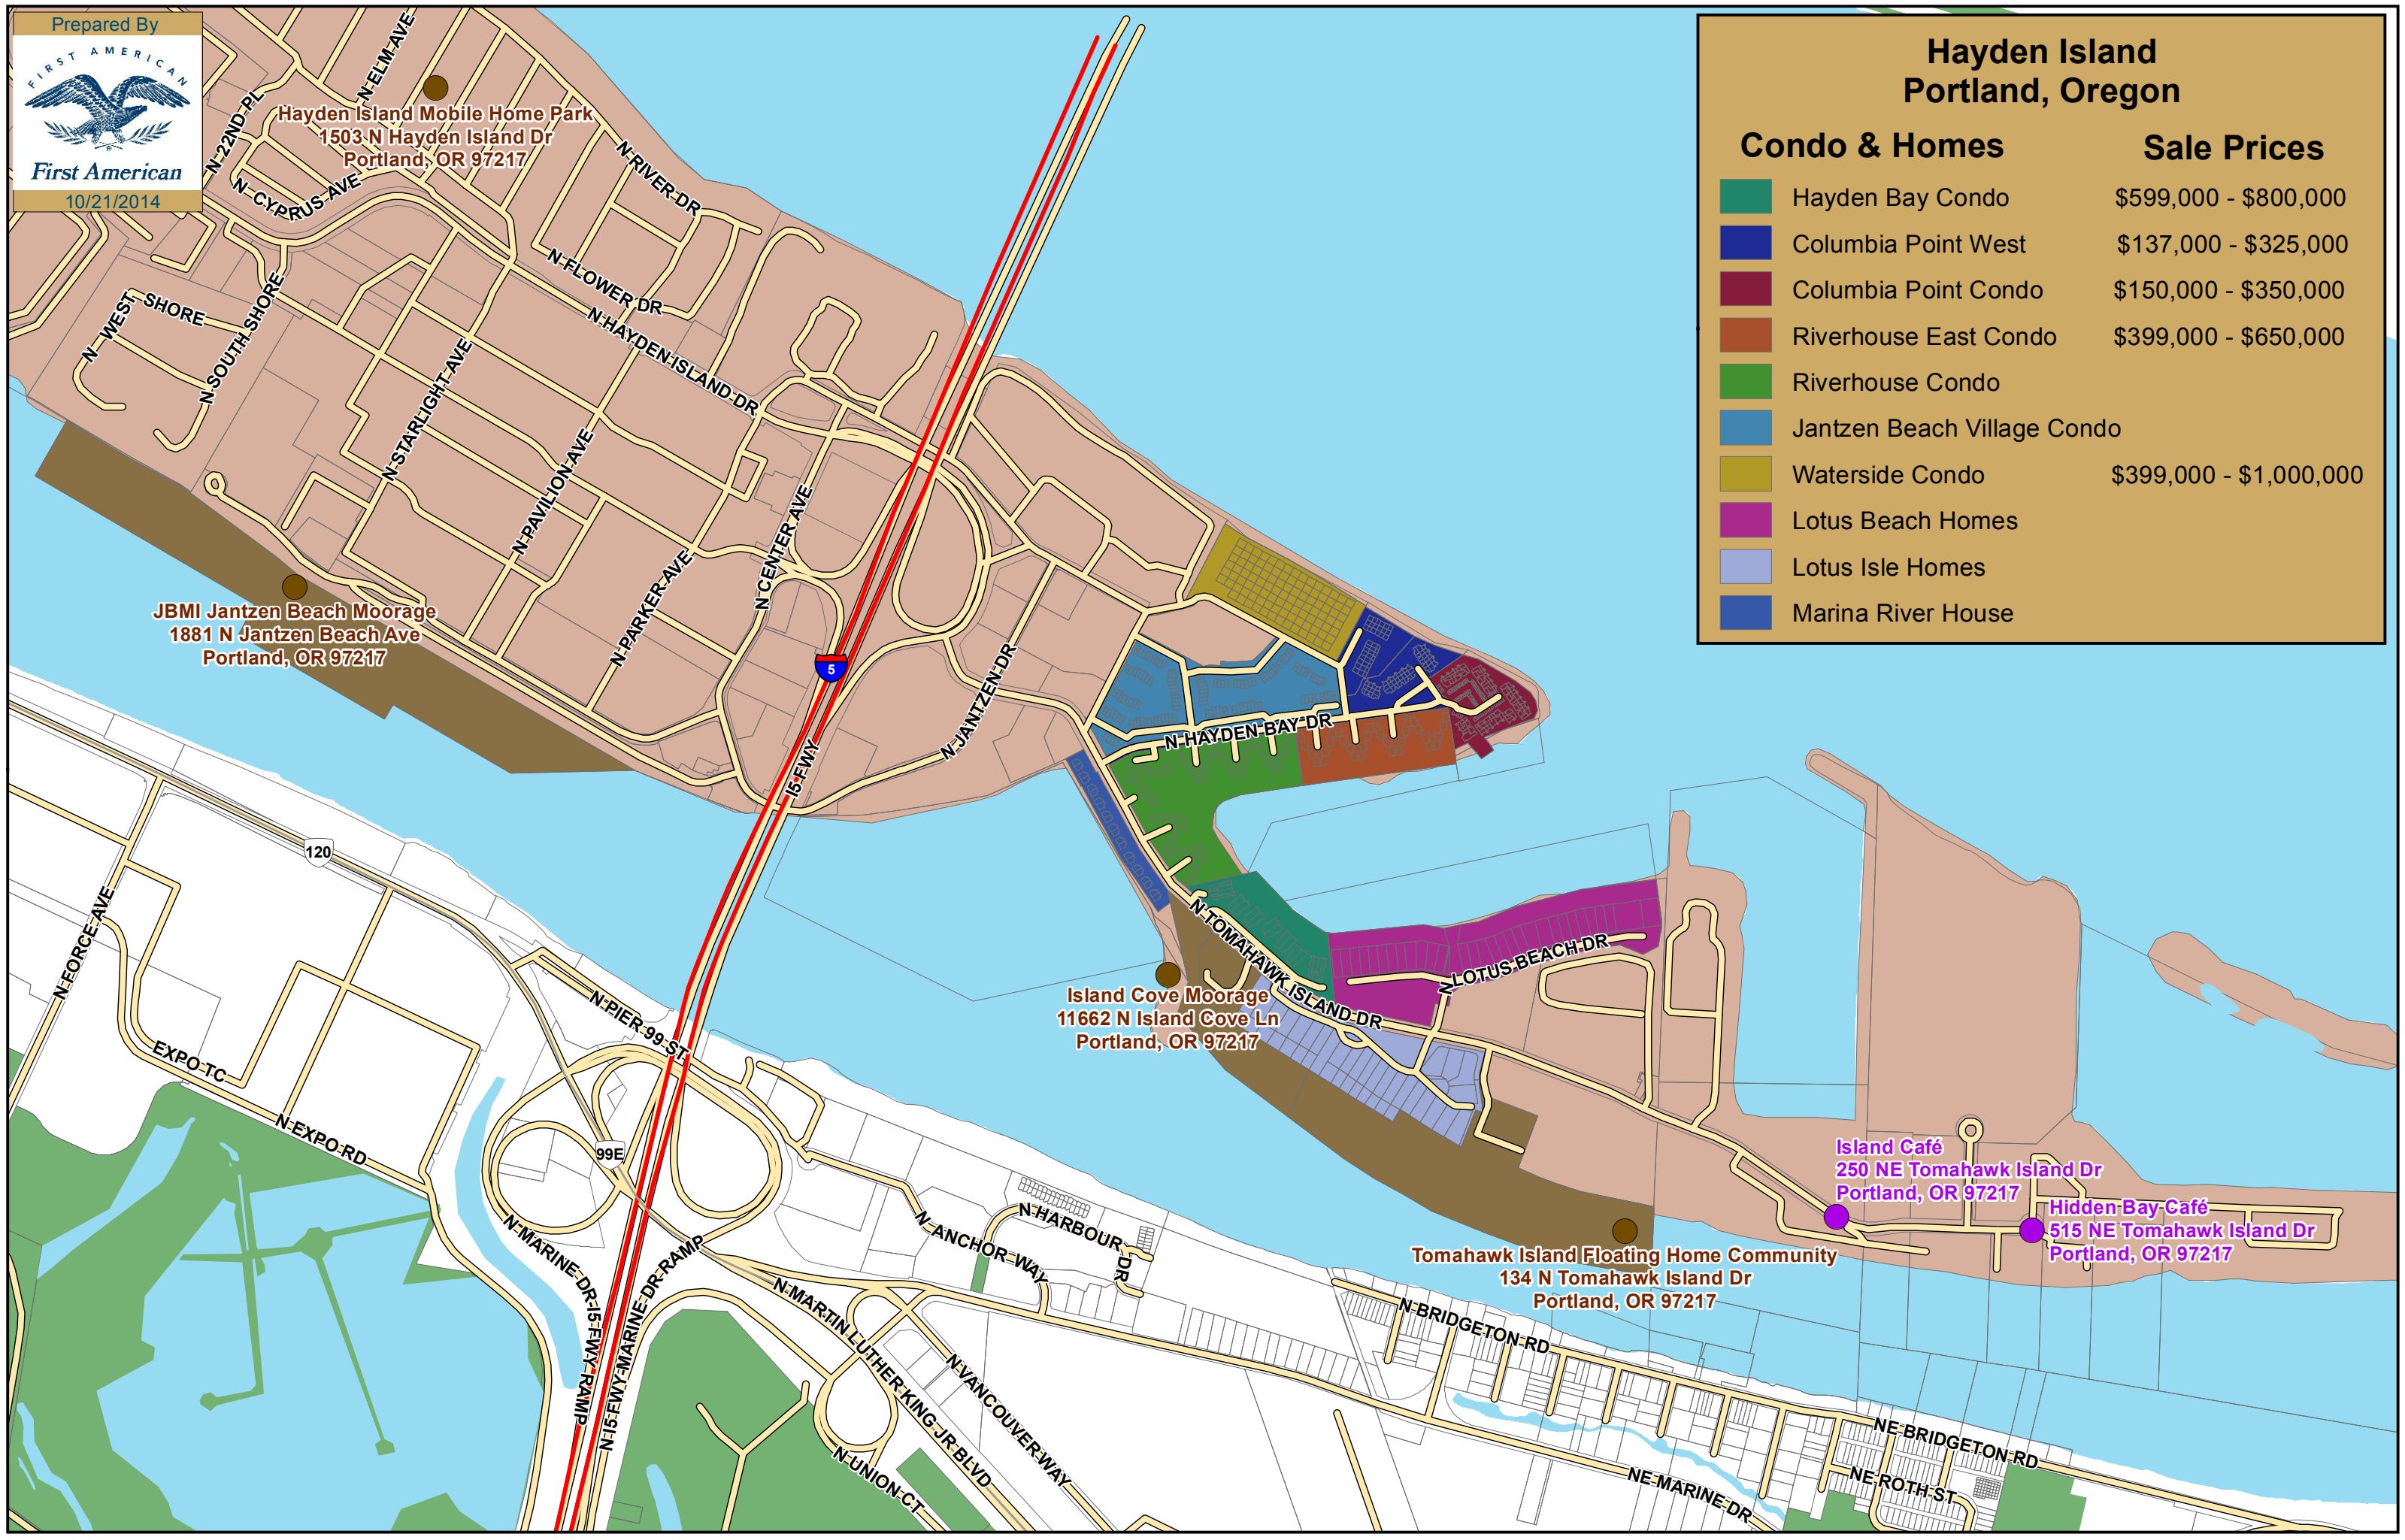 Prepared By
FIRST AMERICAN
First American
10/21/2014
Hayden Island
Portland, Oregon
Condo & Homes Sale Prices
Hayden Bay Condo $599,000 - $800,000
Columbia Point West $137,000 - $325,000
Columbia Point Condo $150,000 - $350,000
Riverhouse East Condo $399,000 - $650,000
Riverhouse Condo
Jantzen Beach Village Condo
Waterside Condo $399,000 - $1,000,000
Lotus Beach Homes
Lotus Isle Homes
Marina River House
N ELM AVE
N 22ND PL
Hayden Island Mobile Home Park
1503 N Hayden Island Dr
Portland, OR 97217
N CYPRUS AVE
N RIVER DR
N FLOWER DR
N HAYDEN ISLAND DR
N WEST SHORE
N SOUTH SHORE
N STARLIGHT AVE
N PAVILION AVE
N PARKER AVE
N CENTER AVE
JBMI Jantzen Beach Moorage
1881 N Jantzen Beach Ave
Portland, OR 97217
5
I5 FWY
N JANTZEN DR
N HAYDEN BAY DR
N TOMAHAWK ISLAND DR
N LOTUS BEACH DR
Island Cove Moorage
11662 N Island Cove Ln
Portland, OR 97217
120
N FORCE AVE
N PIER 99 ST
EXPO TC
N EXPO RD
99E
Island Café
250 NE Tomahawk Island Dr
Portland, OR 97217
Hidden Bay Café
515 NE Tomahawk Island Dr
Portland, OR 97217
Tomahawk Island Floating Home Community
134 N Tomahawk Island Dr
Portland, OR 97217
N ANCHOR WAY
N HARBOUR DR
N MARINE DR-I5 FWY RAMP
N I5 FWY-MARINE DR RAMP
N MARTIN LUTHER KING JR BLVD
N VANCOUVER WAY
N UNION CT
N BRIDGETON RD
NE BRIDGETON RD
NE ROTH ST
NE MARINE DR